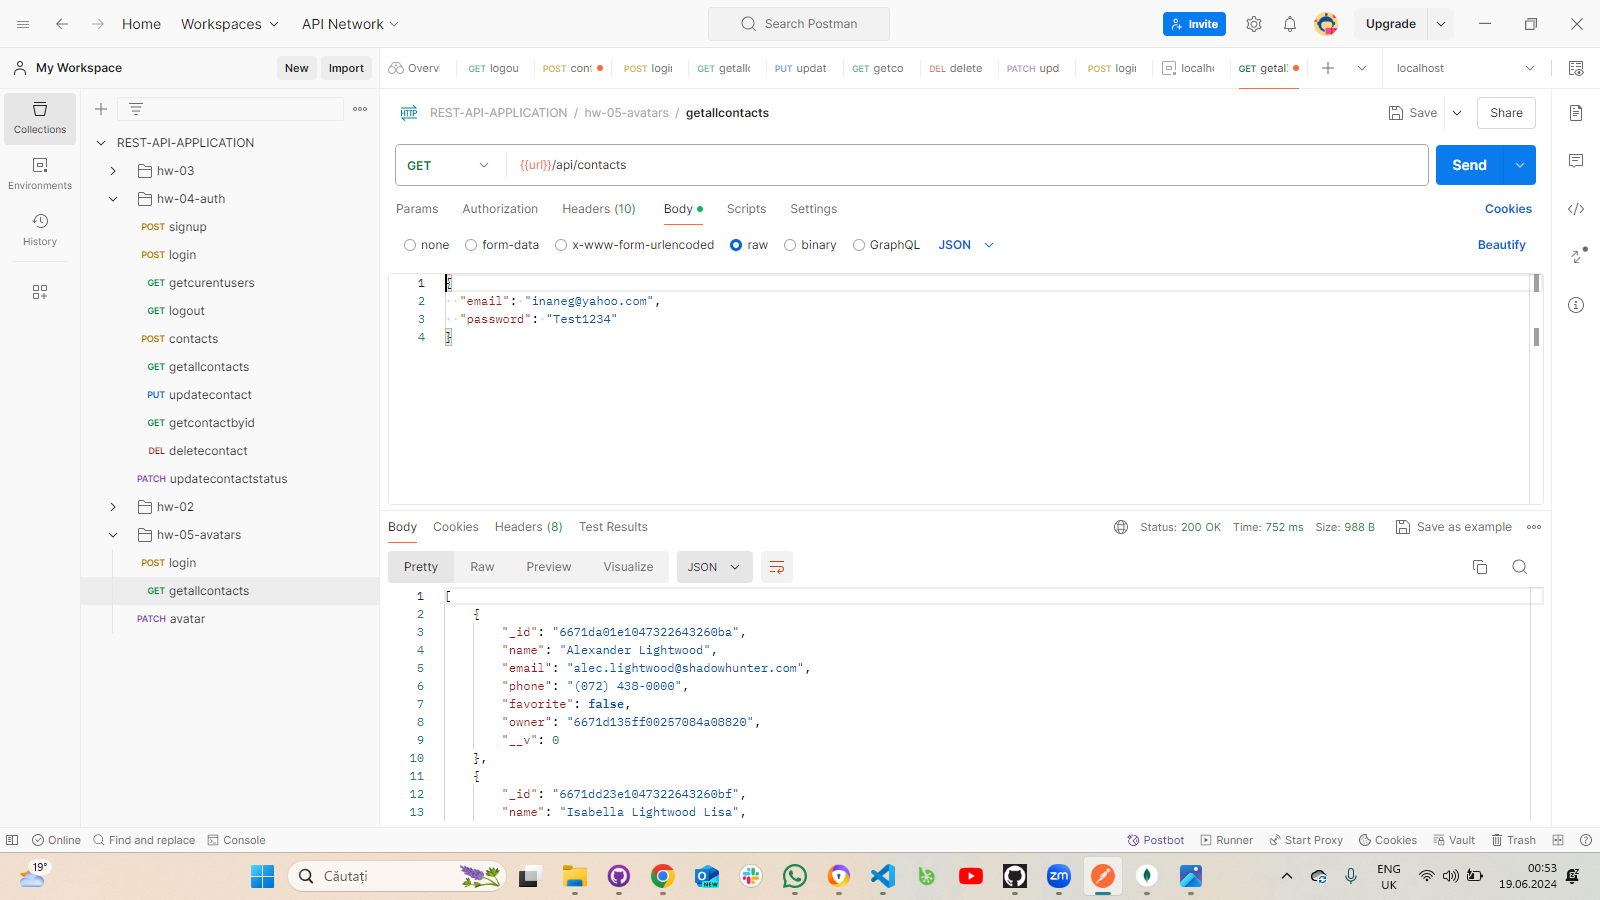 Home Workspaces API Network Search Postman Invite Upgrade
My Workspace New Import Overvi GET logou POST cont POST login GET getallc PUT updat GET getco DEL delete PATCH upd POST login localho GET getall localhost
Collections
Environments
History
REST-API-APPLICATION
hw-03
hw-04-auth
POST signup
POST login
GET getcurentusers
GET logout
POST contacts
GET getallcontacts
PUT updatecontact
GET getcontactbyid
DEL deletecontact
PATCH updatecontactstatus
hw-02
hw-05-avatars
POST login
GET getallcontacts
PATCH avatar
HTTP REST-API-APPLICATION / hw-05-avatars / getallcontacts Save Share
GET {{url}}/api/contacts Send
Params Authorization Headers (10) Body Scripts Settings Cookies
none form-data x-www-form-urlencoded raw binary GraphQL JSON Beautify
1 {
2 "email": "inaneg@yahoo.com",
3 "password": "Test1234"
4 }
Body Cookies Headers (8) Test Results Status: 200 OK Time: 752 ms Size: 988 B Save as example
Pretty Raw Preview Visualize JSON
1 [
2 {
3 "_id": "6671da01e1047322643260ba",
4 "name": "Alexander Lightwood",
5 "email": "alec.lightwood@shadowhunter.com",
6 "phone": "(072) 438-0000",
7 "favorite": false,
8 "owner": "6671d135ff00257084a08820",
9 "__v": 0
10 },
11 {
12 "_id": "6671dd23e1047322643260bf",
13 "name": "Isabella Lightwood Lisa",
Online Find and replace Console Postbot Runner Start Proxy Cookies Vault Trash
19° Căutați NEW zm ENG UK 00:53 19.06.2024